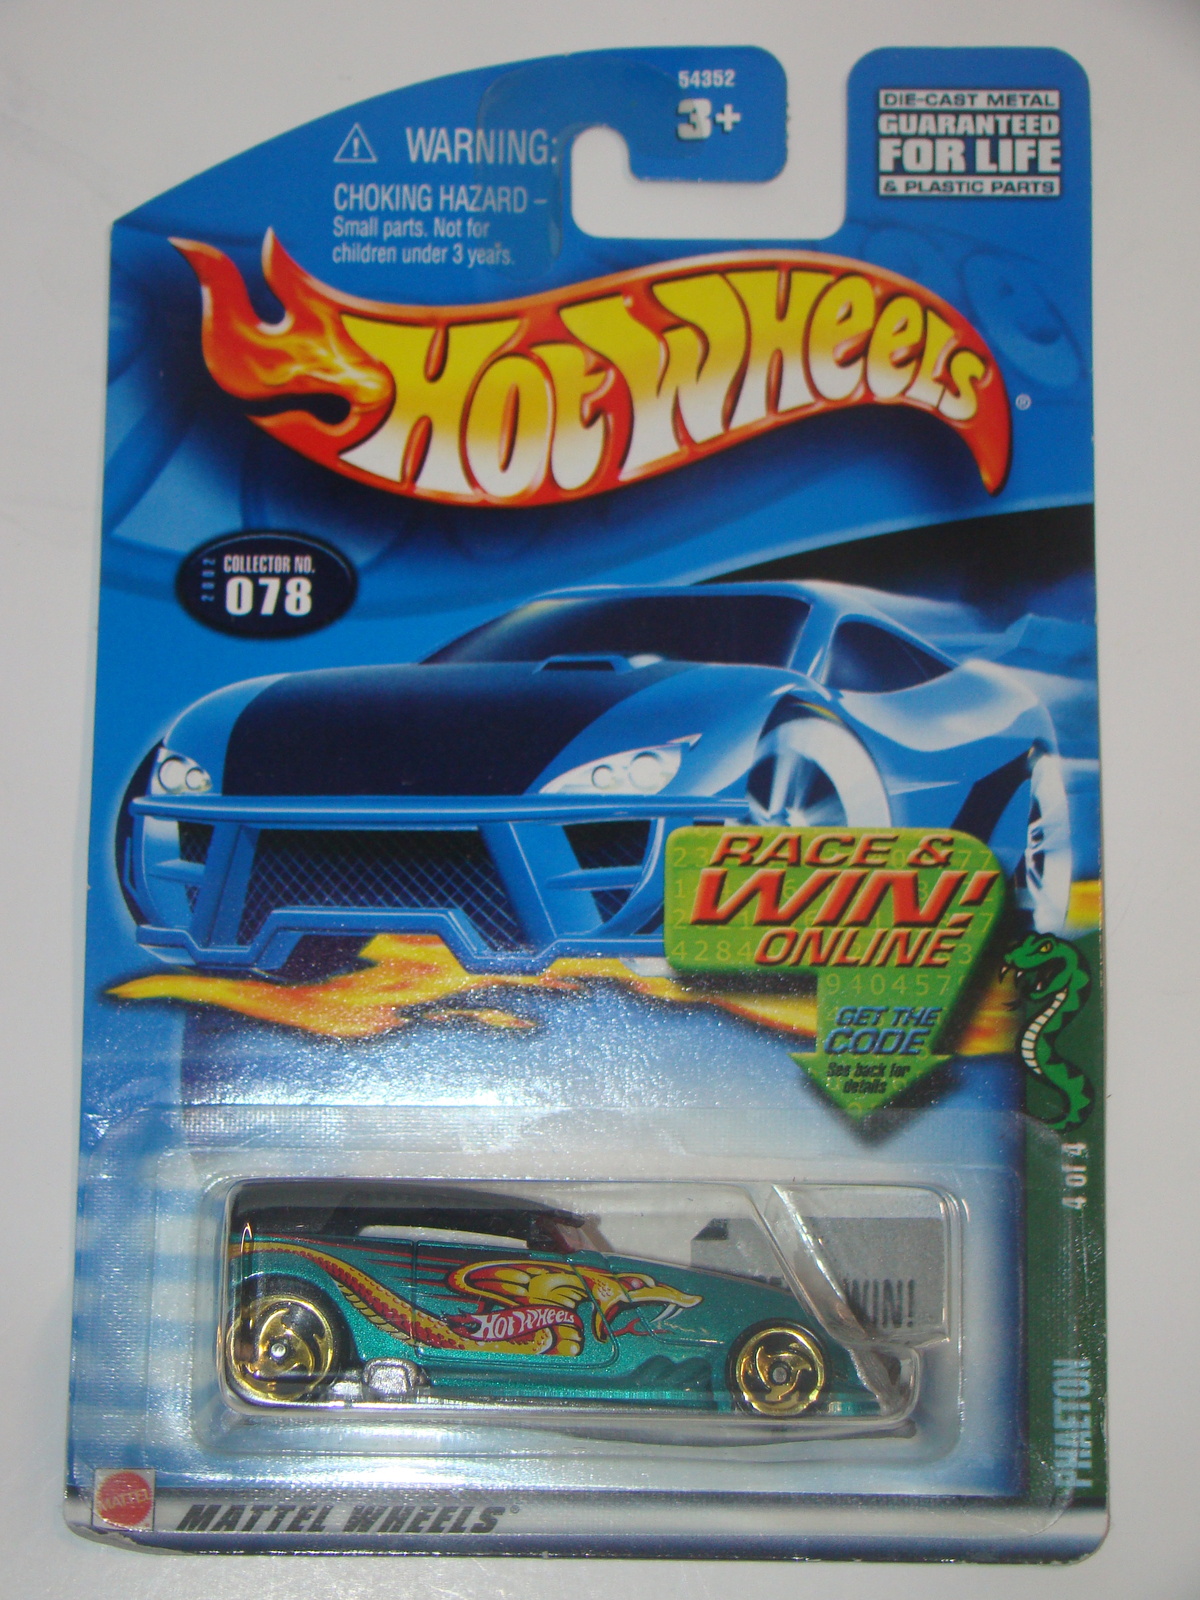 54352
3+
DIE-CAST METAL
GUARANTEED
FOR LIFE
& PLASTIC PARTS
WARNING:
CHOKING HAZARD –
Small parts. Not for
children under 3 years.
HOT WHEELS®
2002
COLLECTOR NO.
078
RACE &
WIN!
ONLINE
GET THE
CODE
See back for
details
4 of 4
PHAETON
HOT WHEELS
WIN!
MATTEL
MATTEL WHEELS®